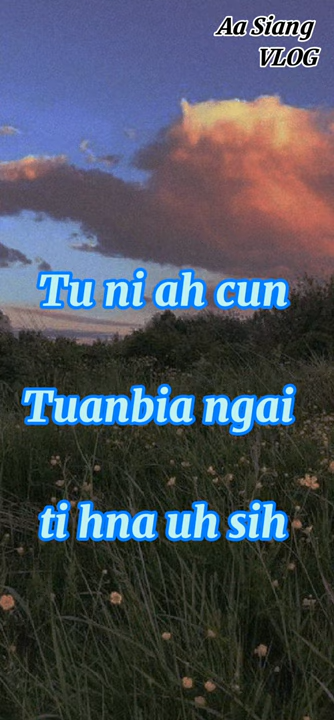 Aa Siang
VLOG
Tu ni ah cun
Tuanbia ngai
ti hna uh sih